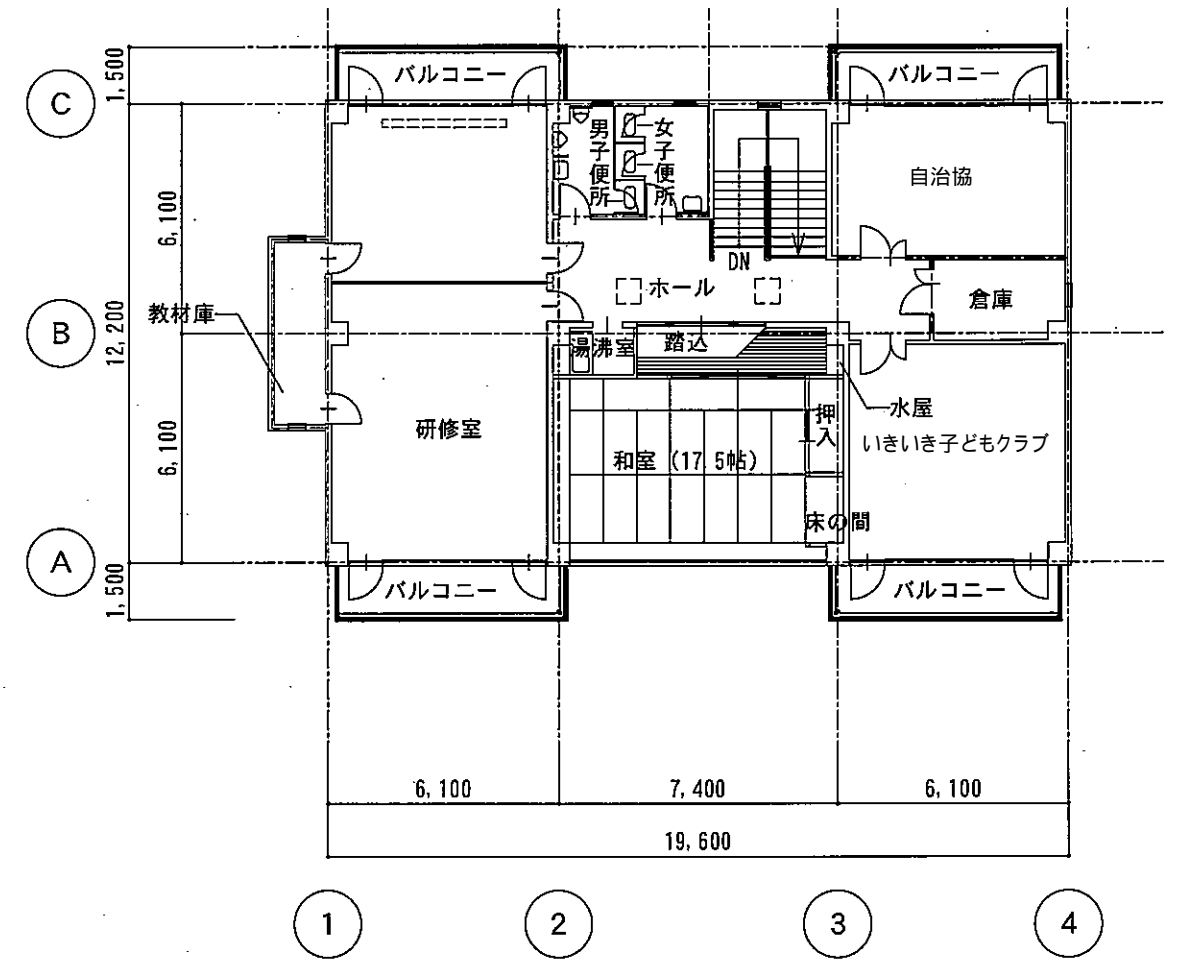 1,500
C
バルコニー
バルコニー
男子便所
女子便所
自治協
6,100
DN
ホール
倉庫
教材庫
B
12,200
湯沸室
踏込
水屋
押入
研修室
いきいき子どもクラブ
6,100
和室(17.5帖)
床の間
A
バルコニー
バルコニー
1,500
6,100
7,400
6,100
19,600
1
2
3
4